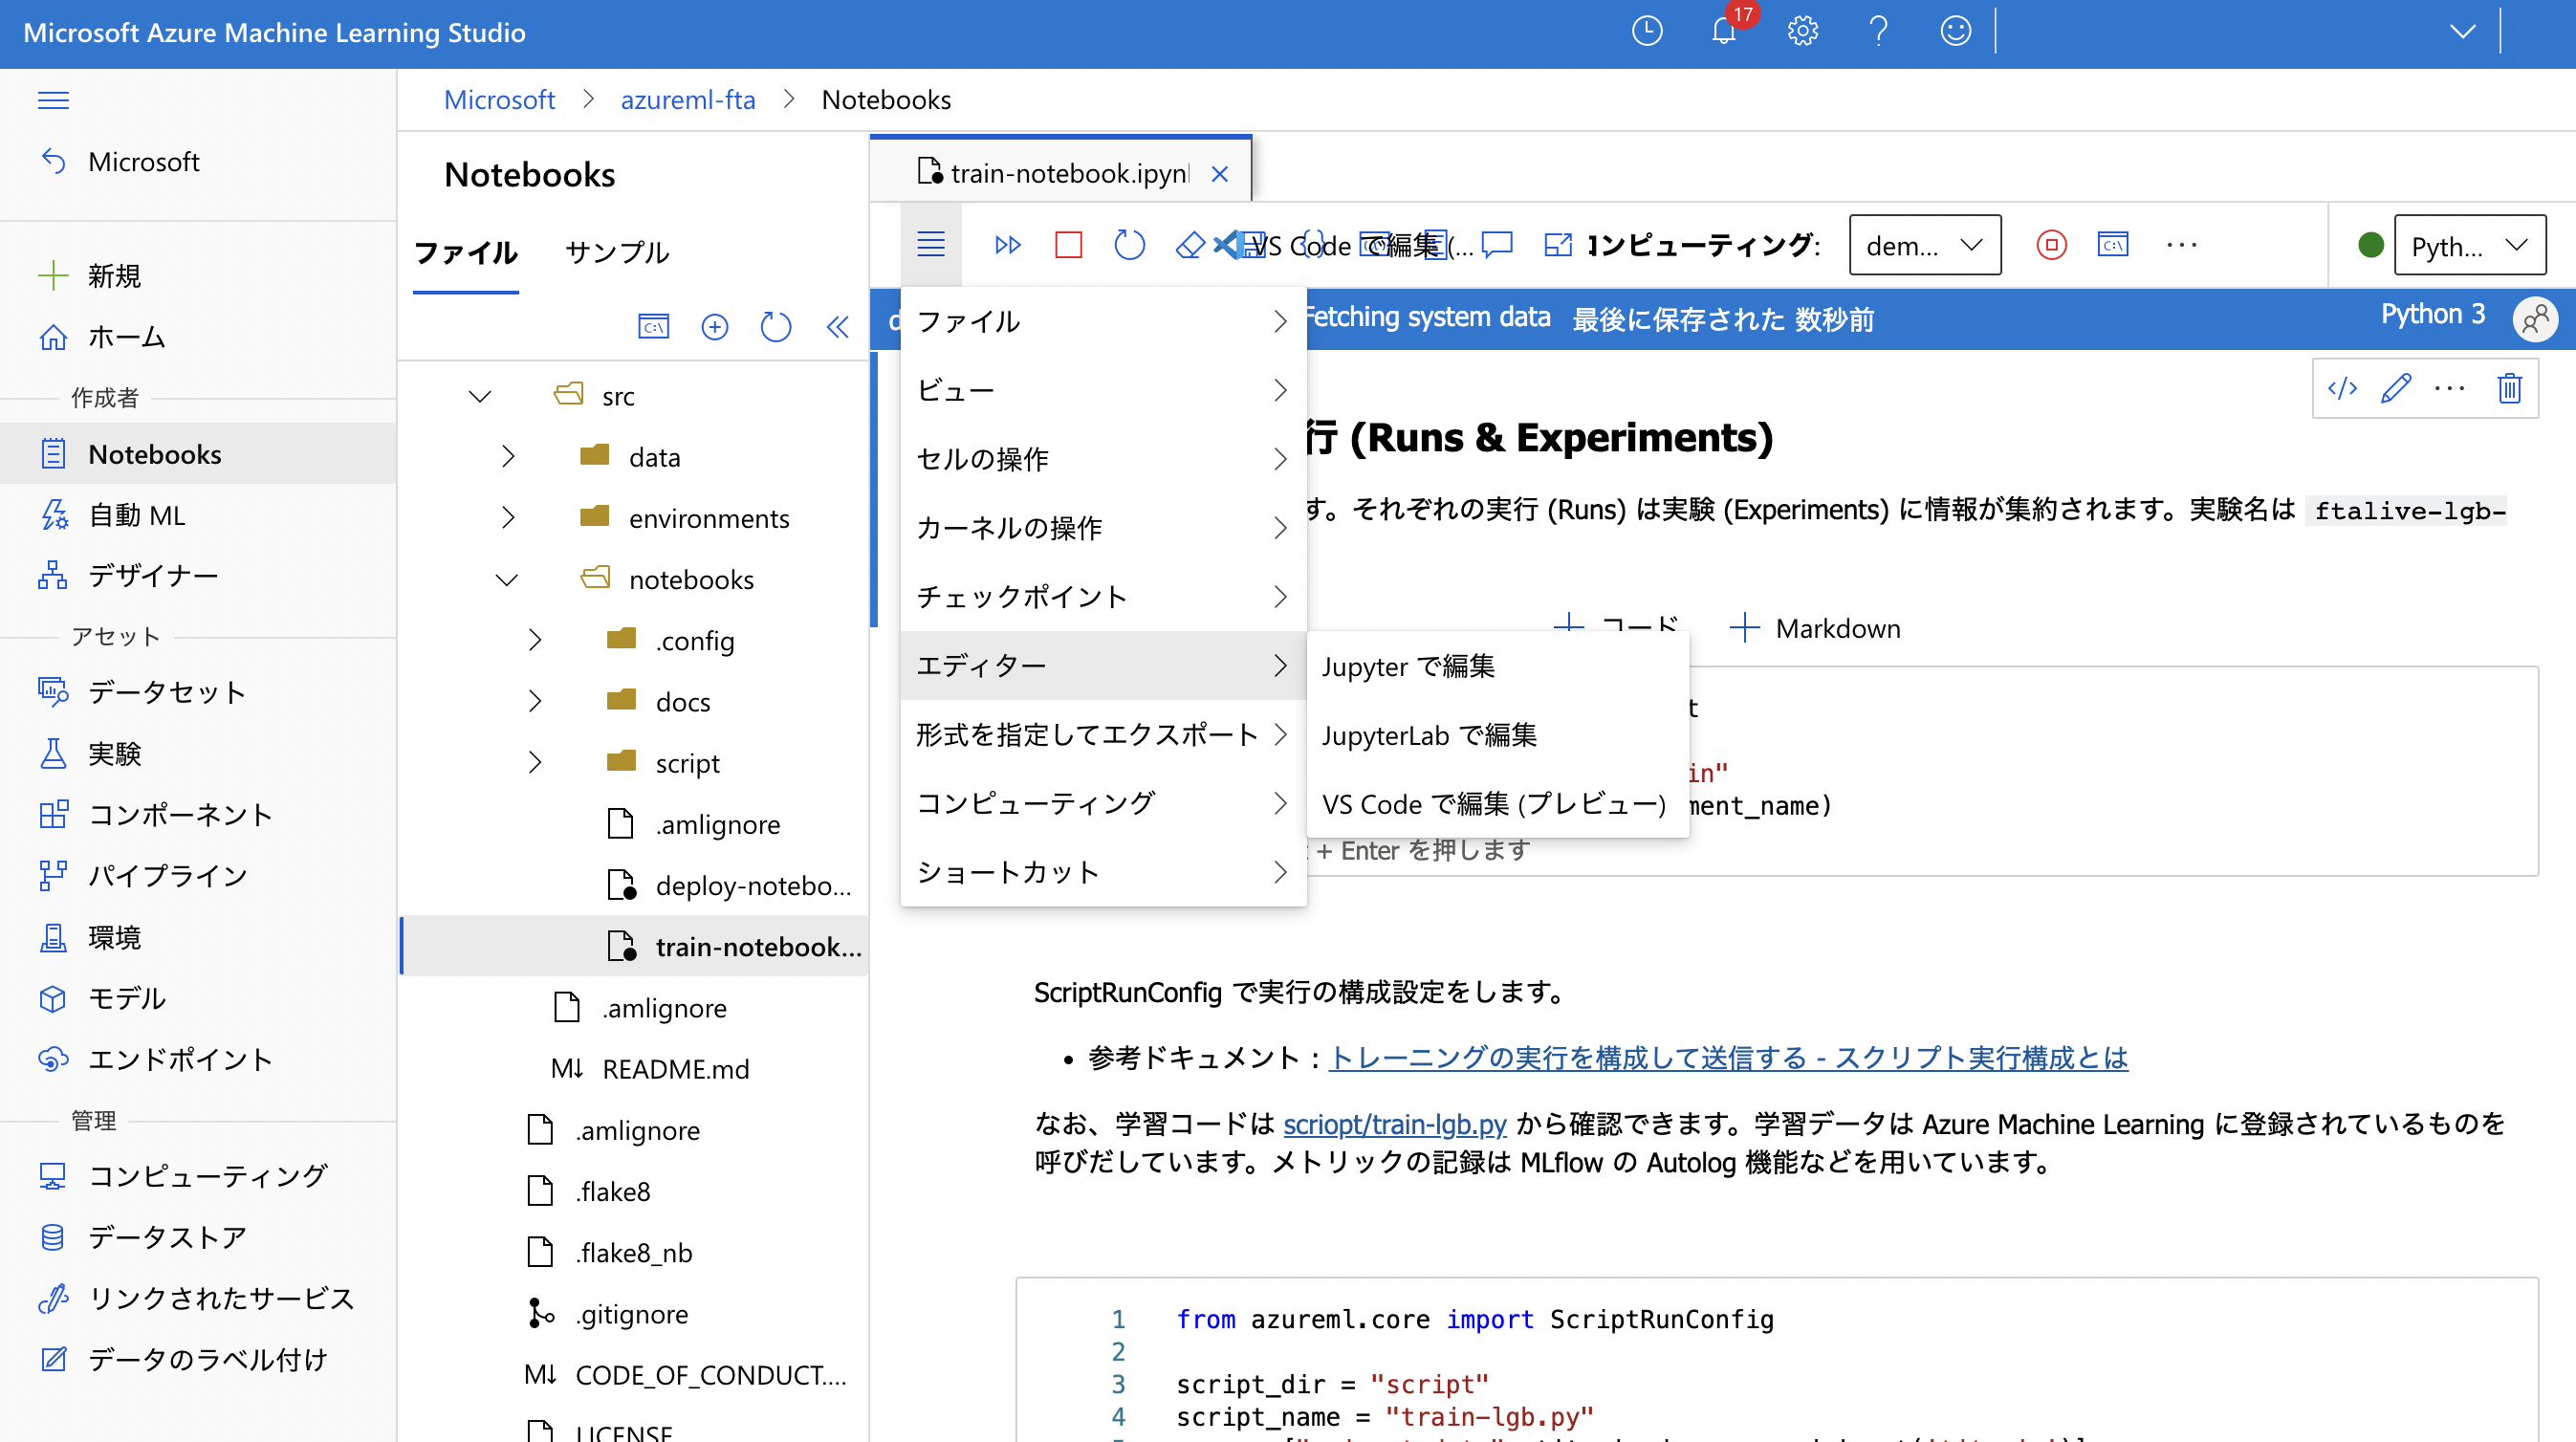 Microsoft Azure Machine Learning Studio
17
Microsoft > azureml-fta > Notebooks
Microsoft
新規
ホーム
作成者
Notebooks
自動 ML
デザイナー
アセット
データセット
実験
コンポーネント
パイプライン
環境
モデル
エンドポイント
管理
コンピューティング
データストア
リンクされたサービス
データのラベル付け
Notebooks
ファイル
サンプル
src
data
environments
notebooks
.config
docs
script
.amlignore
deploy-notebo...
train-notebook...
.amlignore
M↓ README.md
.amlignore
.flake8
.flake8_nb
.gitignore
M↓ CODE_OF_CONDUCT....
LICENSE
train-notebook.ipyn
VS Code で編集 (...
コンピューティング:
dem...
Pyth...
Fetching system data 最後に保存された 数秒前
Python 3
ファイル
ビュー
セルの操作
カーネルの操作
チェックポイント
エディター
形式を指定してエクスポート
コンピューティング
ショートカット
Jupyter で編集
JupyterLab で編集
VS Code で編集 (プレビュー)
行 (Runs & Experiments)
す。それぞれの実行 (Runs) は実験 (Experiments) に情報が集約されます。実験名は ftalive-lgb-
コード
Markdown
t
in"
ment_name)
+ Enter を押します
ScriptRunConfig で実行の構成設定をします。
• 参考ドキュメント：トレーニングの実行を構成して送信する - スクリプト実行構成とは
なお、学習コードは scriopt/train-lgb.py から確認できます。学習データは Azure Machine Learning に登録されているものを
呼びだしています。メトリックの記録は MLflow の Autolog 機能などを用いています。
1 from azureml.core import ScriptRunConfig
2
3 script_dir = "script"
4 script_name = "train-lgb.py"